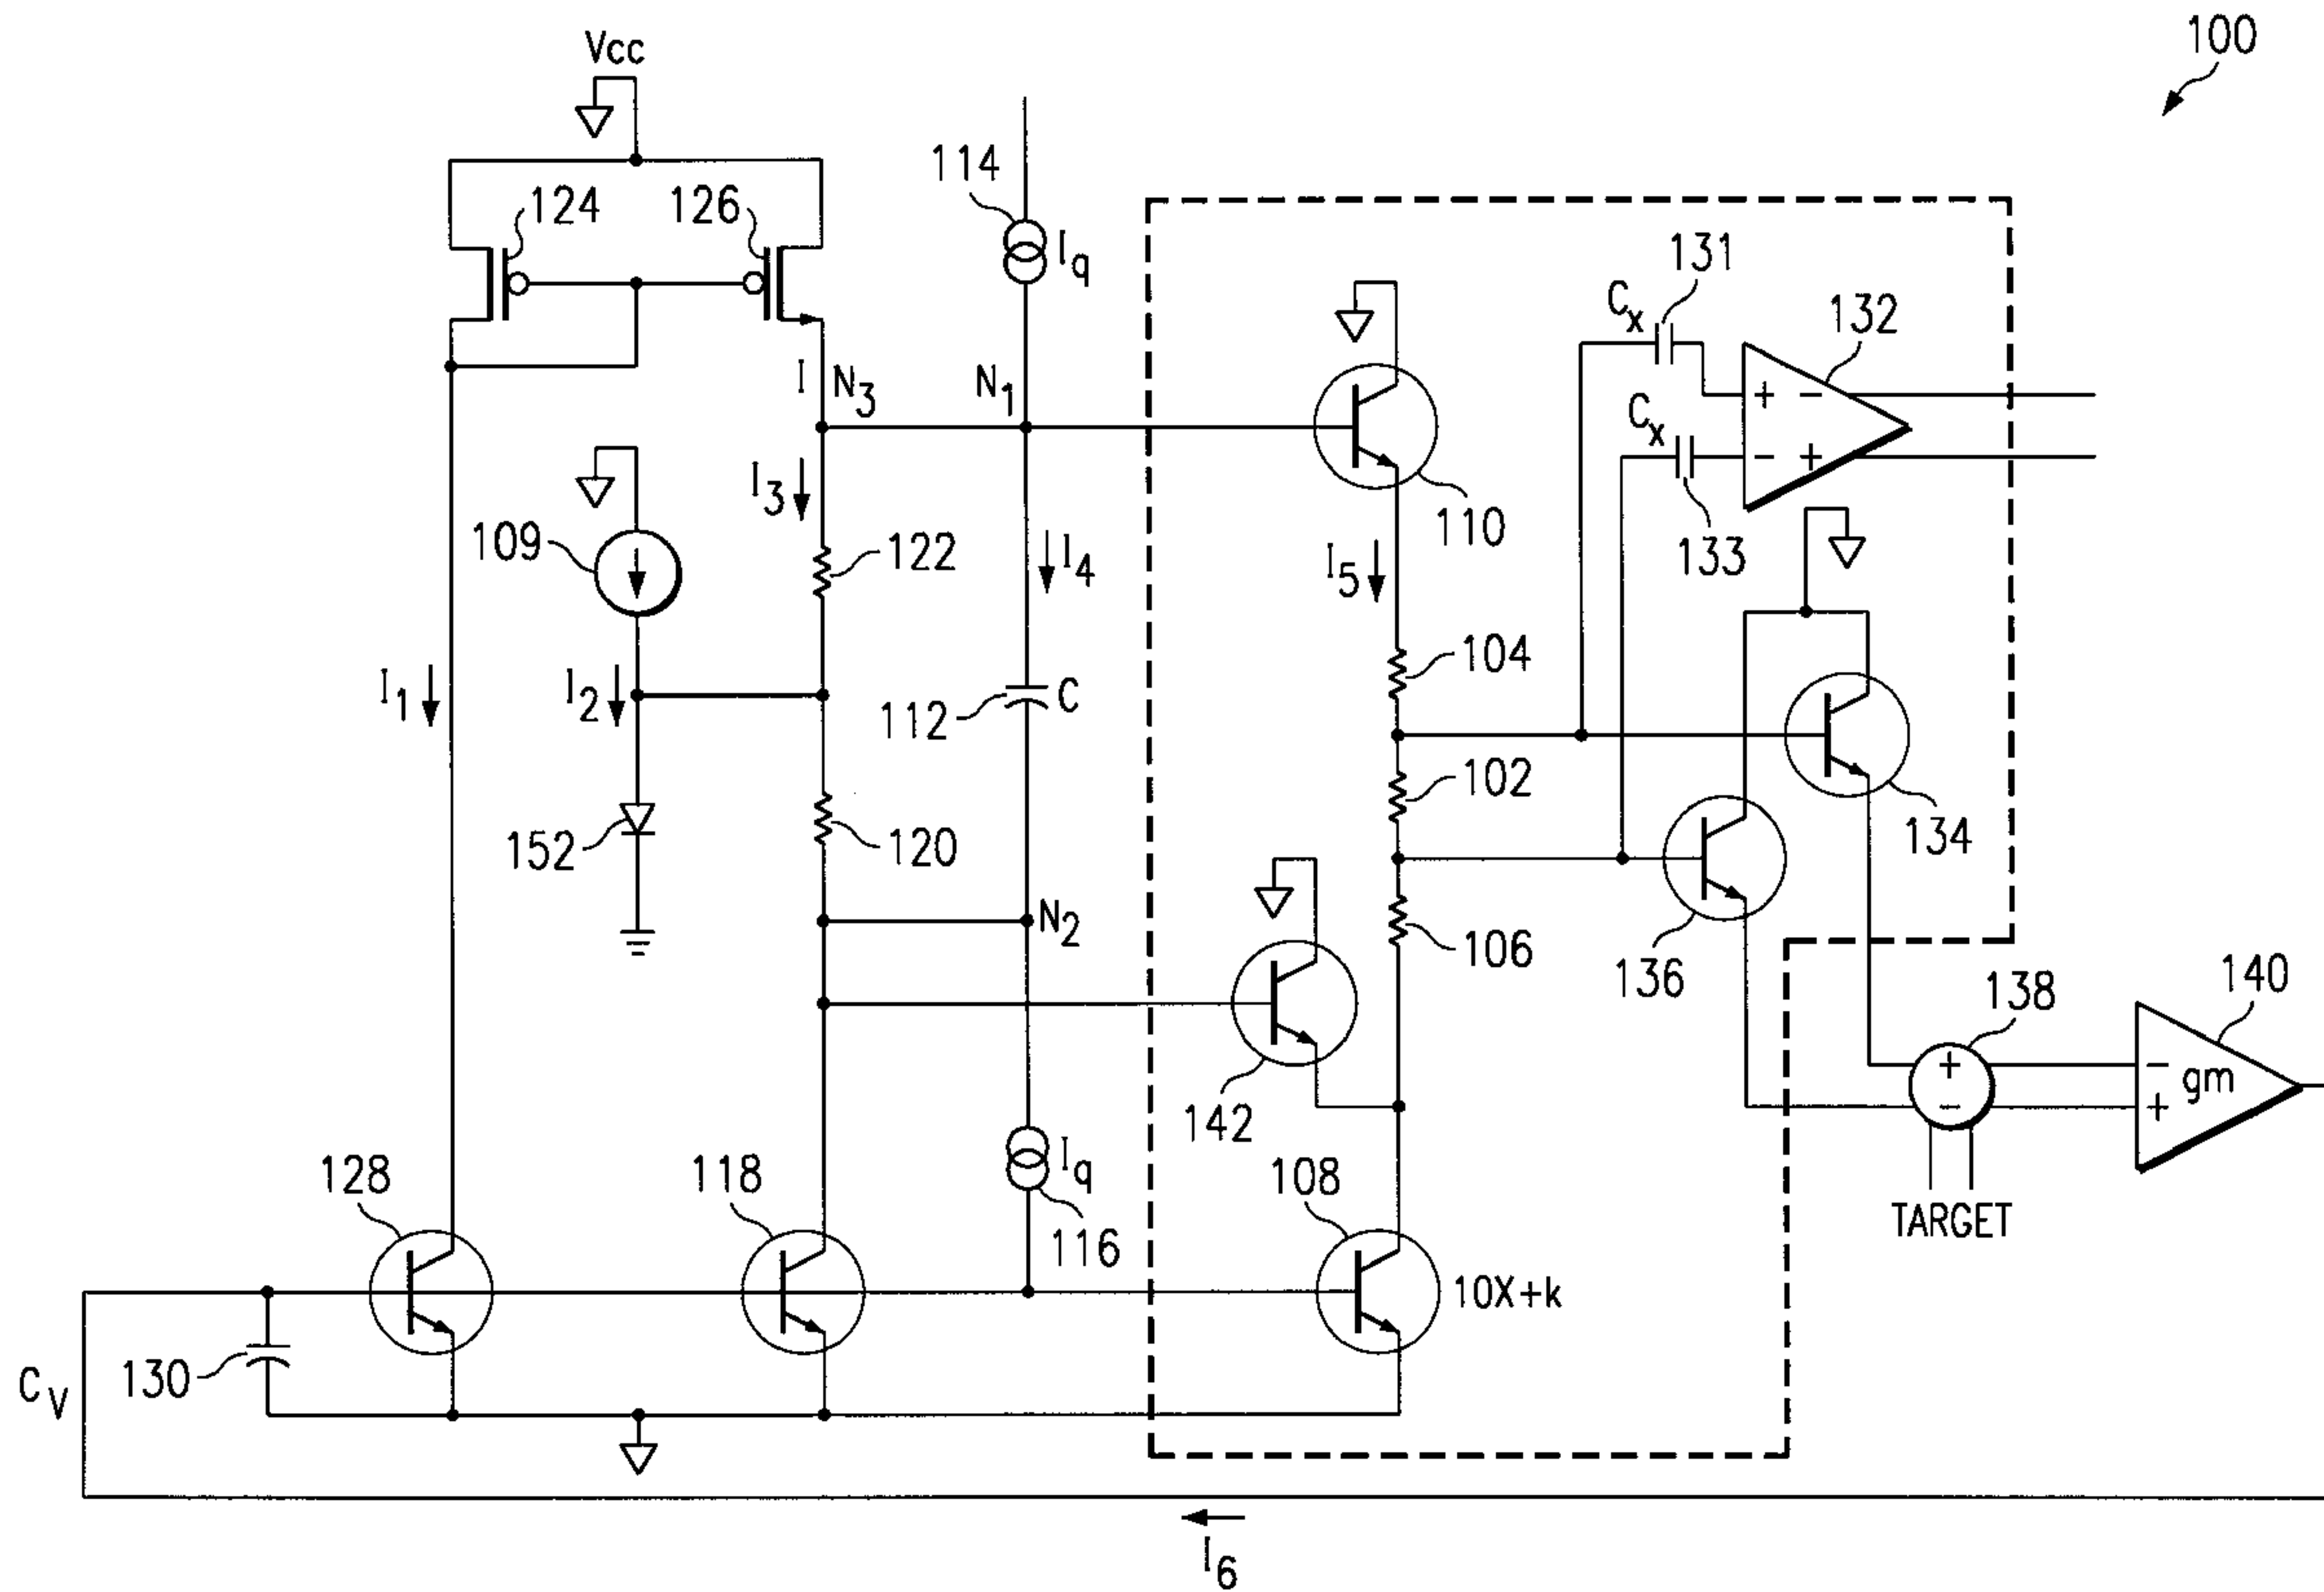 100
Vcc
124
126
114
Iq
131
Cx
132
I
N3
N1
Cx
109
I3
122
I4
110
133
I5
104
I1
I2
112
C
102
134
152
120
N2
106
136
138
140
142
+ -
- +
+
-
-
gm
+
128
118
Iq
108
116
TARGET
10X+k
CV
130
I6